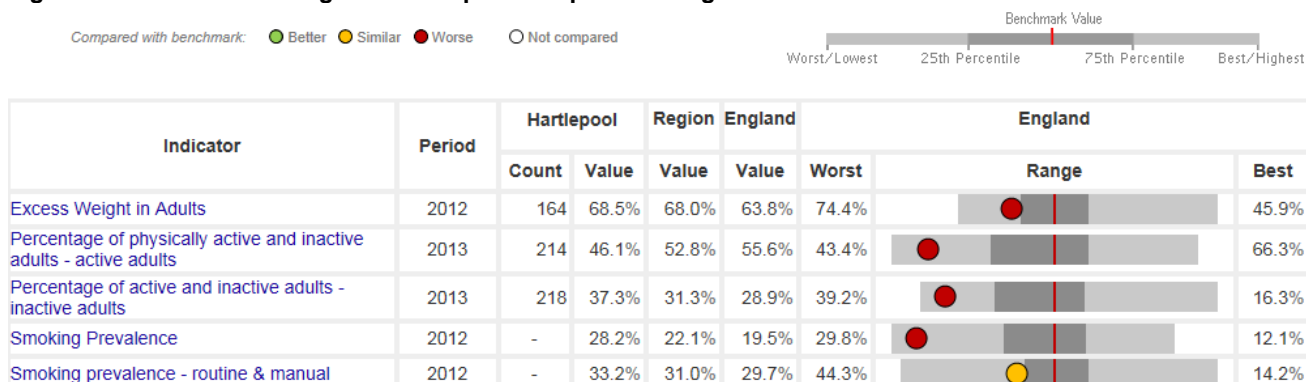 Compared with benchmark: Better Similar Worse Not compared
Benchmark Value
Worst/Lowest 25th Percentile 75th Percentile Best/Highest
Indicator Period Hartlepool Region England England
Count Value Value Value Worst Range Best
Excess Weight in Adults 2012 164 68.5% 68.0% 63.8% 74.4% 45.9%
Percentage of physically active and inactive
adults - active adults 2013 214 46.1% 52.8% 55.6% 43.4% 66.3%
Percentage of active and inactive adults -
inactive adults 2013 218 37.3% 31.3% 28.9% 39.2% 16.3%
Smoking Prevalence 2012 - 28.2% 22.1% 19.5% 29.8% 12.1%
Smoking prevalence - routine & manual 2012 - 33.2% 31.0% 29.7% 44.3% 14.2%